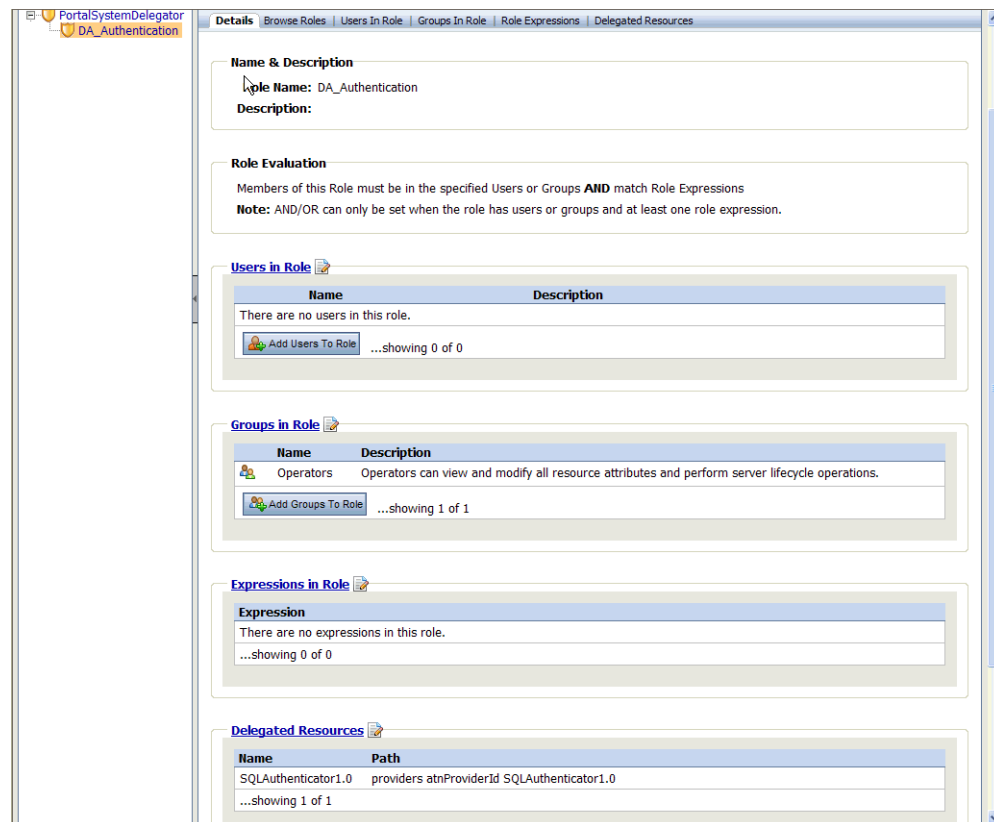 PortalSystemDelegator
DA_Authentication
Details | Browse Roles | Users In Role | Groups In Role | Role Expressions | Delegated Resources
Name & Description
Role Name: DA_Authentication
Description:
Role Evaluation
Members of this Role must be in the specified Users or Groups AND match Role Expressions
Note: AND/OR can only be set when the role has users or groups and at least one role expression.
Users in Role
Name Description
There are no users in this role.
Add Users To Role ...showing 0 of 0
Groups in Role
Name Description
Operators Operators can view and modify all resource attributes and perform server lifecycle operations.
Add Groups To Role ...showing 1 of 1
Expressions in Role
Expression
There are no expressions in this role.
...showing 0 of 0
Delegated Resources
Name Path
SQLAuthenticator1.0 providers atnProviderId SQLAuthenticator1.0
...showing 1 of 1